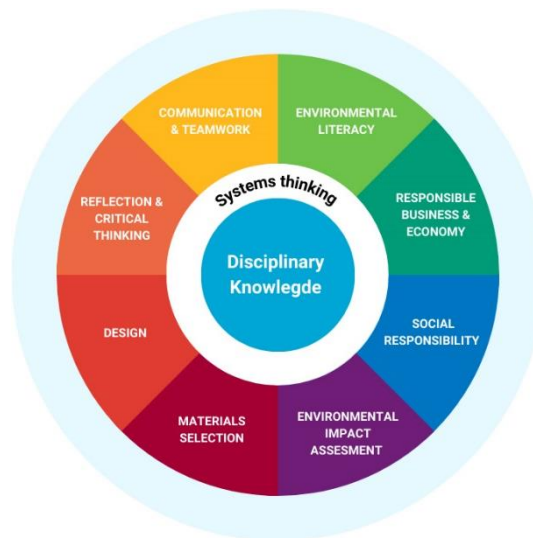 COMMUNICATION
& TEAMWORK
ENVIRONMENTAL
LITERACY
REFLECTION &
CRITICAL
THINKING
Systems thinking
RESPONSIBLE
BUSINESS &
ECONOMY
Disciplinary
Knowlegde
DESIGN
SOCIAL
RESPONSIBILITY
MATERIALS
SELECTION
ENVIRONMENTAL
IMPACT
ASSESMENT